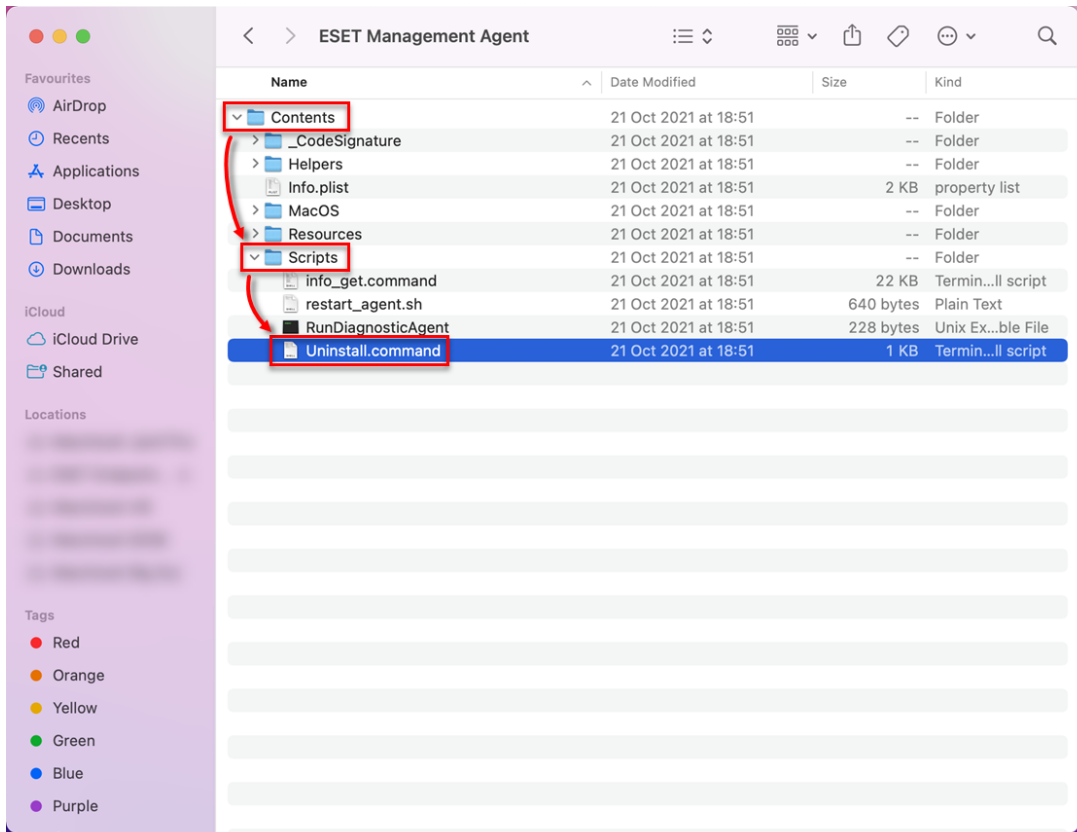 ESET Management Agent
Favourites
AirDrop
Recents
Applications
Desktop
Documents
Downloads
iCloud
iCloud Drive
Shared
Locations
Tags
Red
Orange
Yellow
Green
Blue
Purple
Name Date Modified Size Kind
Contents 21 Oct 2021 at 18:51 -- Folder
_CodeSignature 21 Oct 2021 at 18:51 -- Folder
Helpers 21 Oct 2021 at 18:51 -- Folder
Info.plist 21 Oct 2021 at 18:51 2 KB property list
MacOS 21 Oct 2021 at 18:51 -- Folder
Resources 21 Oct 2021 at 18:51 -- Folder
Scripts 21 Oct 2021 at 18:51 -- Folder
info_get.command 21 Oct 2021 at 18:51 22 KB Termin...ll script
restart_agent.sh 21 Oct 2021 at 18:51 640 bytes Plain Text
RunDiagnosticAgent 21 Oct 2021 at 18:51 228 bytes Unix Ex...ble File
Uninstall.command 21 Oct 2021 at 18:51 1 KB Termin...ll script